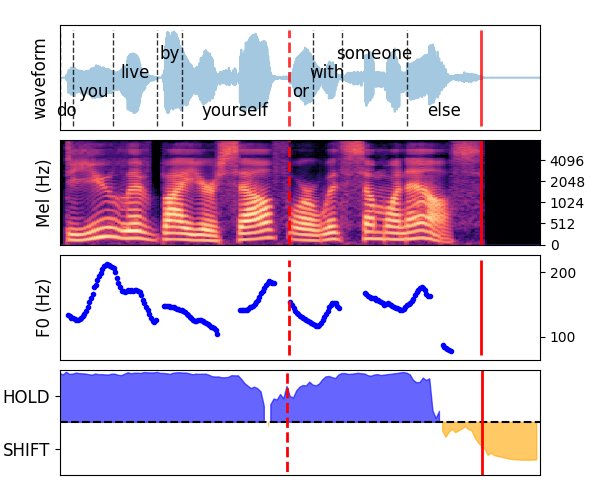 waveform
do you live by yourself or with someone else
Mel (Hz)
4096
2048
1024
512
0
F0 (Hz)
200
100
HOLD
SHIFT